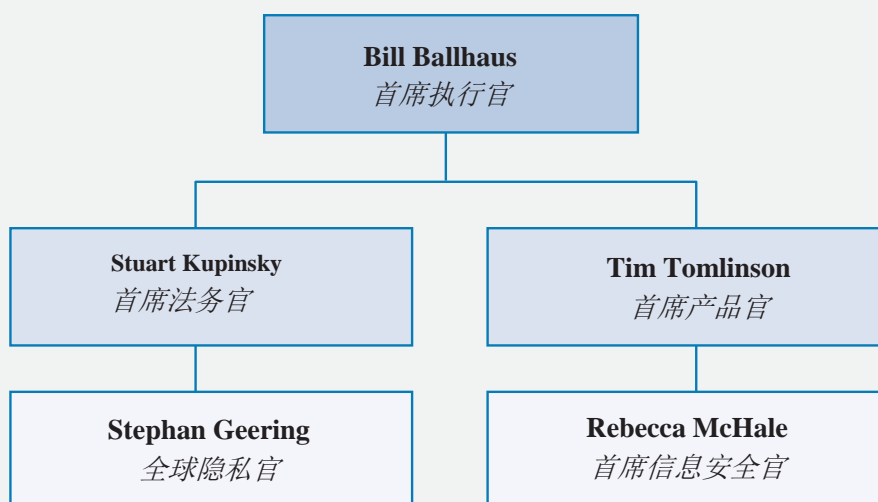 Bill Ballhaus
首席执行官
Stuart Kupinsky
首席法务官
Tim Tomlinson
首席产品官
Stephan Geering
全球隐私官
Rebecca McHale
首席信息安全官